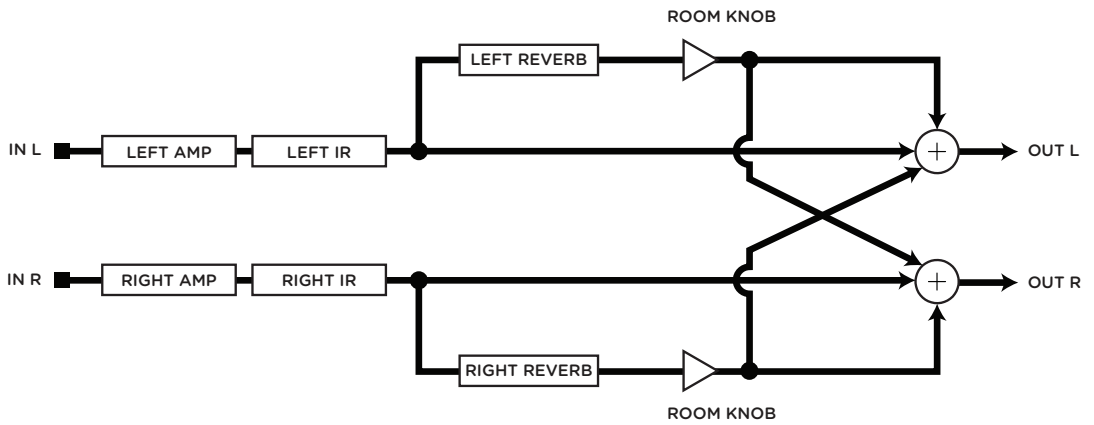 ROOM KNOB
LEFT REVERB
IN L
LEFT AMP
LEFT IR
+
OUT L
IN R
RIGHT AMP
RIGHT IR
+
OUT R
RIGHT REVERB
ROOM KNOB